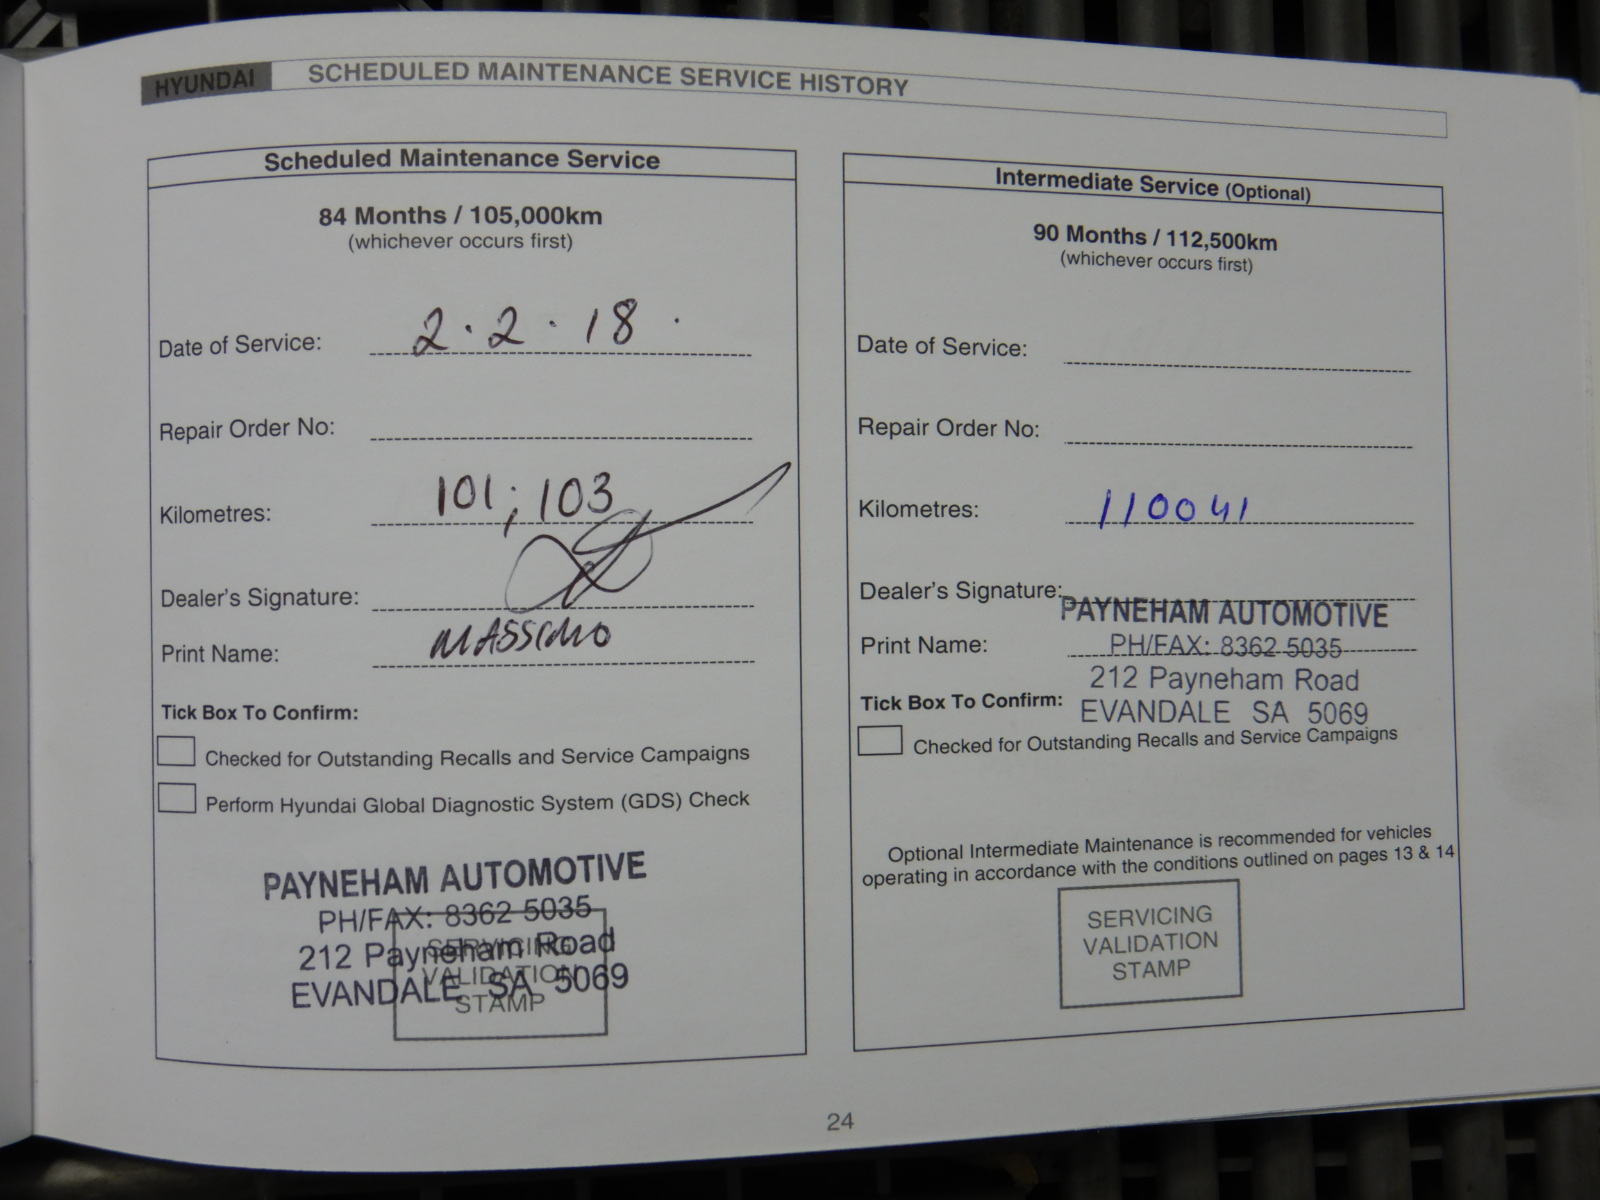 HYUNDAI SCHEDULED MAINTENANCE SERVICE HISTORY
Scheduled Maintenance Service
84 Months / 105,000km
(whichever occurs first)
Date of Service: 2.2.18.
Repair Order No:
Kilometres: 101;103
Dealer's Signature:
Print Name: MASSIMO
Tick Box To Confirm:
Checked for Outstanding Recalls and Service Campaigns
Perform Hyundai Global Diagnostic System (GDS) Check
PAYNEHAM AUTOMOTIVE
PH/FAX: 8362 5035
212 Payneham Road
EVANDALE SA 5069
SERVICING
VALIDATION
STAMP
Intermediate Service (Optional)
90 Months / 112,500km
(whichever occurs first)
Date of Service:
Repair Order No:
Kilometres: 110041
Dealer's Signature:
PAYNEHAM AUTOMOTIVE
Print Name: PH/FAX: 8362 5035
212 Payneham Road
Tick Box To Confirm:
EVANDALE SA 5069
Checked for Outstanding Recalls and Service Campaigns
Optional Intermediate Maintenance is recommended for vehicles
operating in accordance with the conditions outlined on pages 13 & 14
SERVICING
VALIDATION
STAMP
24